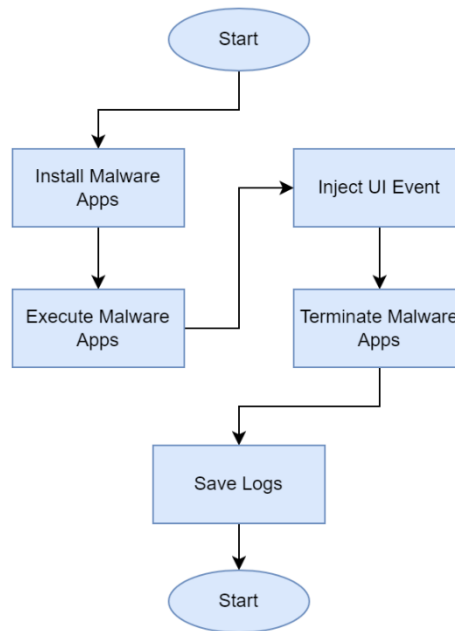 Start
Install Malware
Apps
Execute Malware
Apps
Inject UI Event
Terminate Malware
Apps
Save Logs
Start